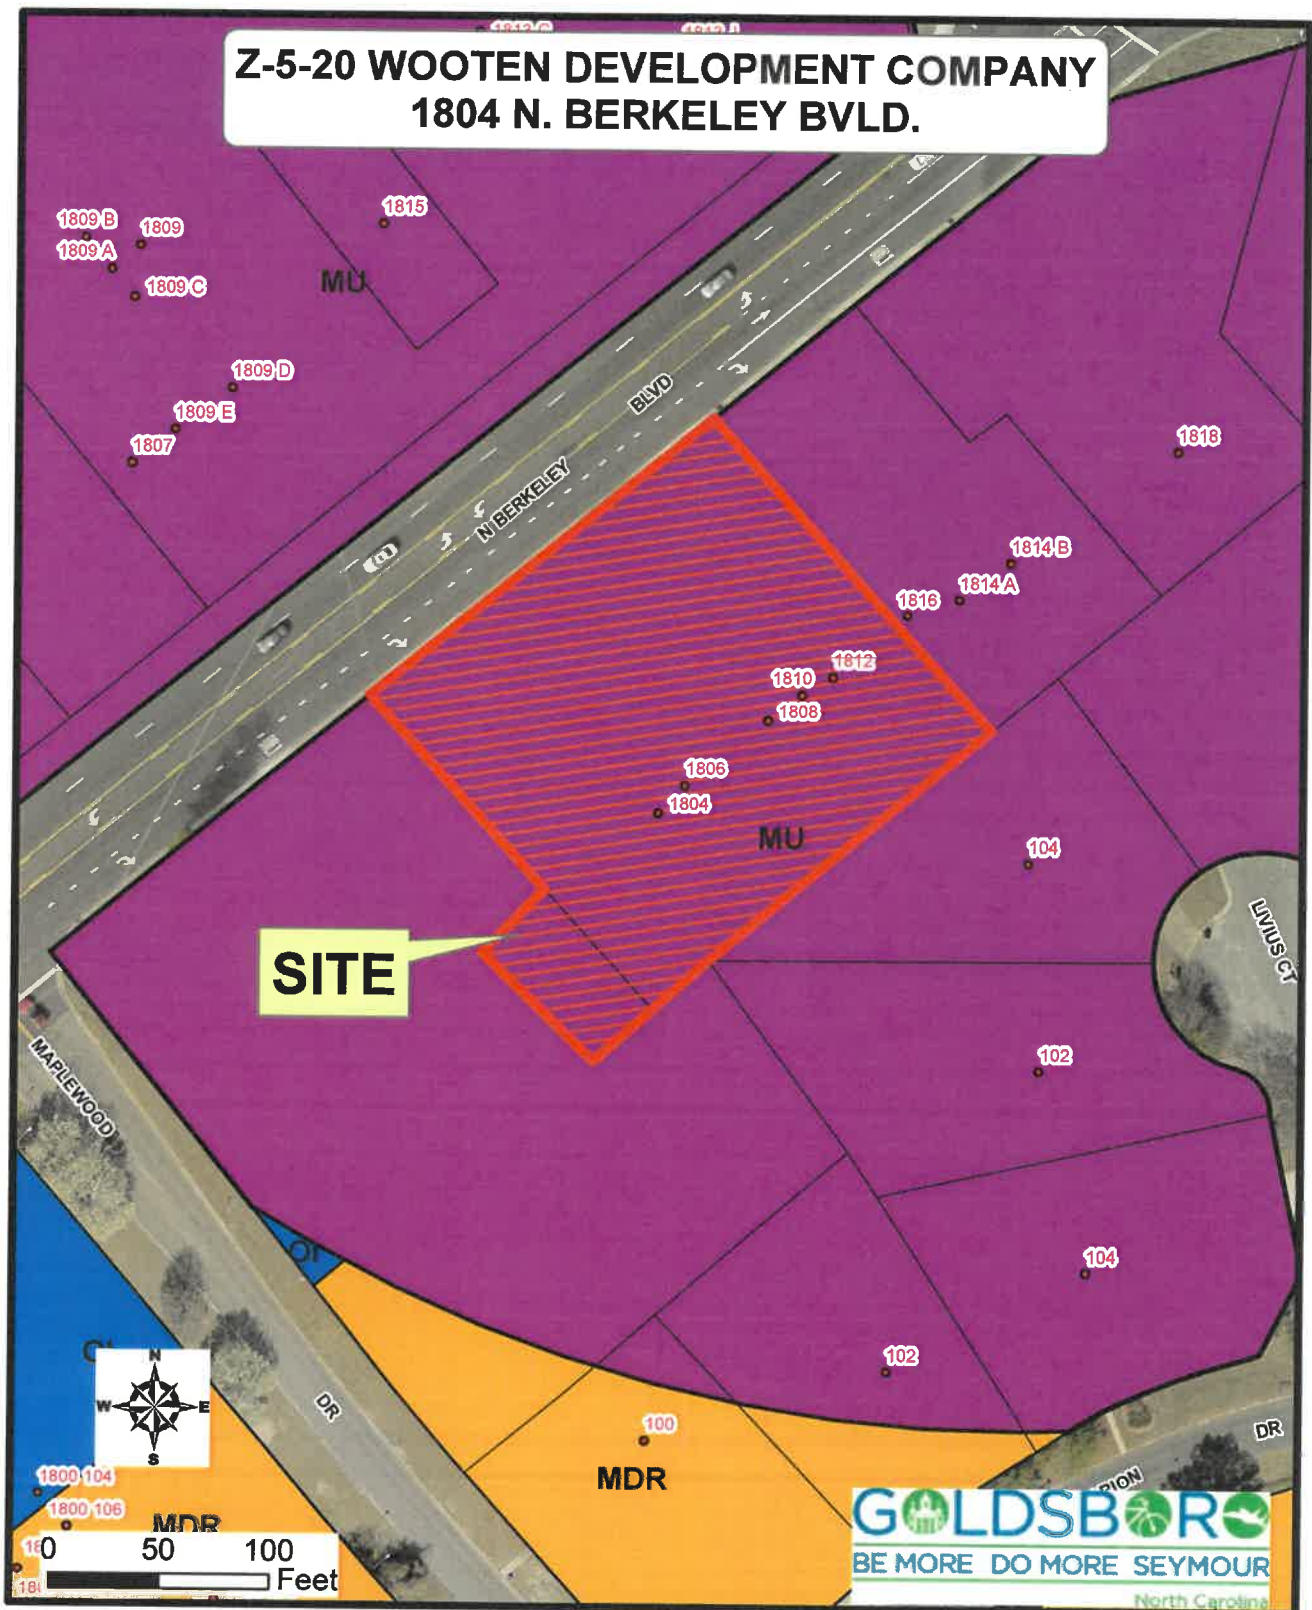 Z-5-20 WOOTEN DEVELOPMENT COMPANY
1804 N. BERKELEY BVLD.
1815
1809 B
1809
1809 A
1809 C
MU
1809 D
1809 E
1807
BLVD
N BERKELEY
1818
1814 B
1814 A
1816
1812
1810
1808
1806
1804
MU
104
SITE
LIVIUS CT
102
MAPLEWOOD
104
102
DR
100
MDR
DR
N
W E
S
1800 104
1800 106
MDR
0 50 100
Feet
GOLDSBORO
BE MORE DO MORE SEYMOUR
North Carolina